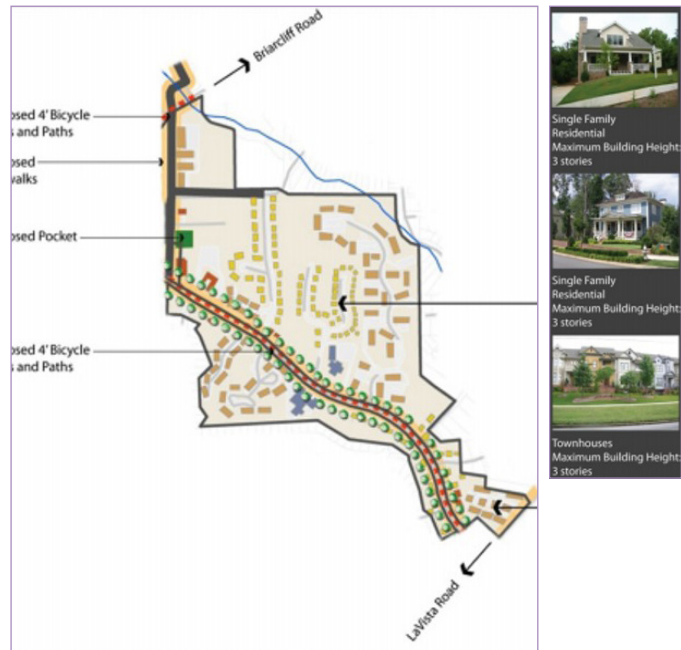 Briarcliff Road
osed 4' Bicycle
s and Paths
osed
valks
osed Pocket
osed 4' Bicycle
s and Paths
LaVista Road
Single Family
Residential
Maximum Building Height:
3 stories
Single Family
Residential
Maximum Building Height:
3 stories
Townhouses
Maximum Building Height:
3 stories